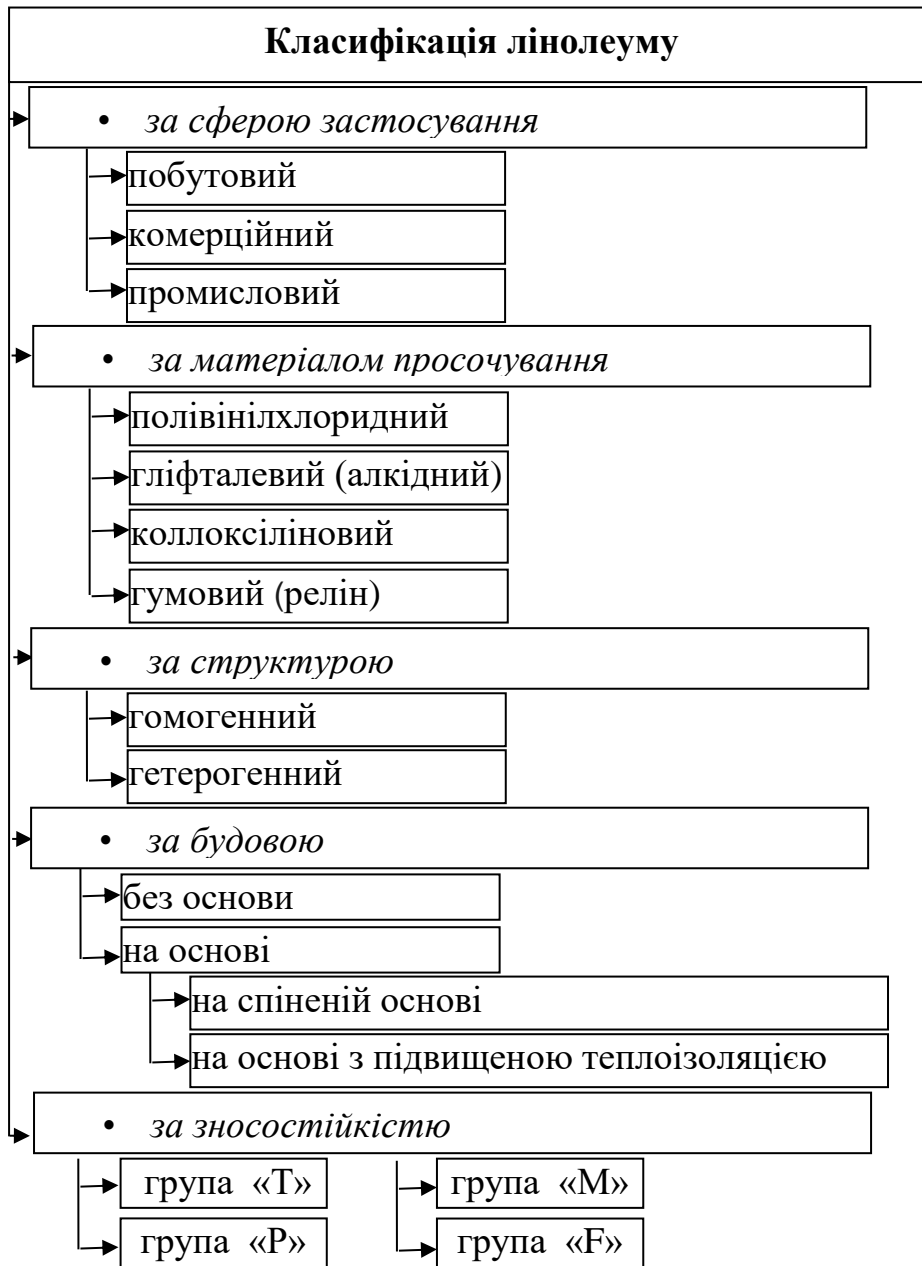 Класифікація лінолеуму
• за сферою застосування
побутовий
комерційний
промисловий
• за матеріалом просочування
полівінілхлоридний
гліфталевий (алкідний)
коллоксіліновий
гумовий (релін)
• за структурою
гомогенний
гетерогенний
• за будовою
без основи
на основі
на спіненій основі
на основі з підвищеною теплоізоляцією
• за зносостійкістю
група «Т» група «М»
група «Р» група «F»